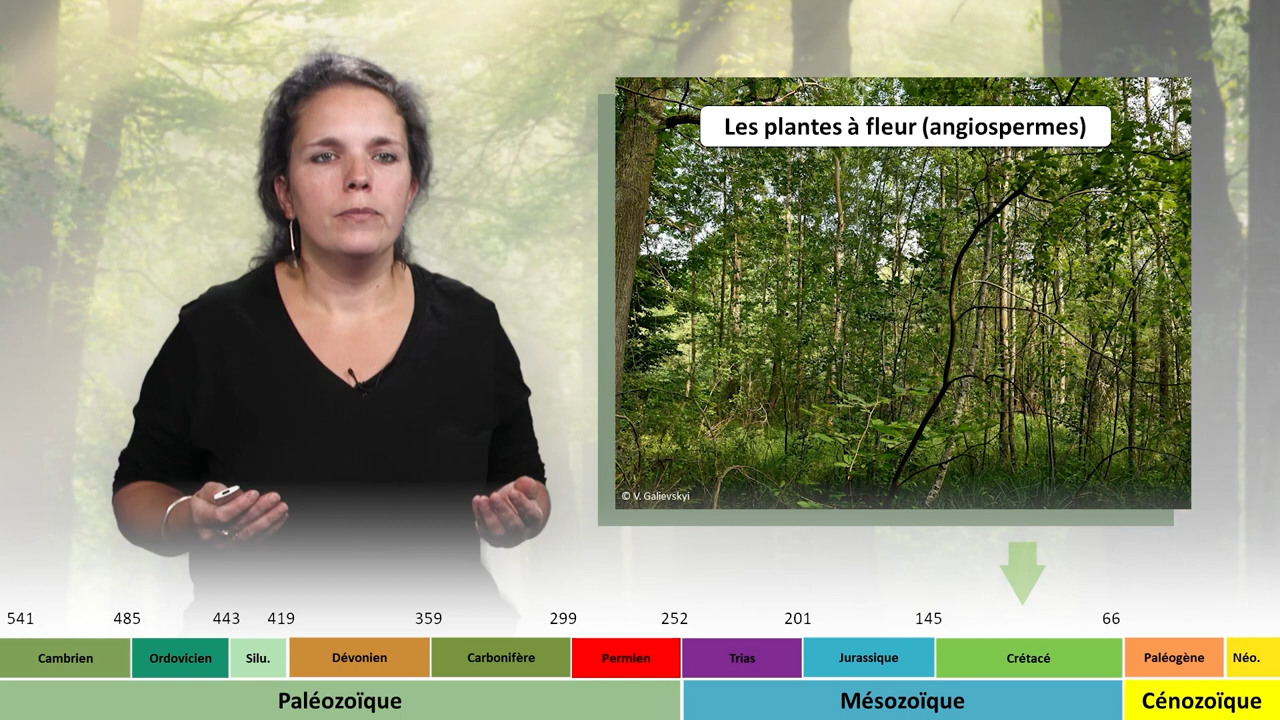 Les plantes à fleur (angiospermes)
© V. Galievskyi
541 485 443 419 359 299 252 201 145 66
Cambrien Ordovicien Silu. Dévonien Carbonifère Permien Trias Jurassique Crétacé Paléogène Néo.
Paléozoïque Mésozoïque Cénozoïque